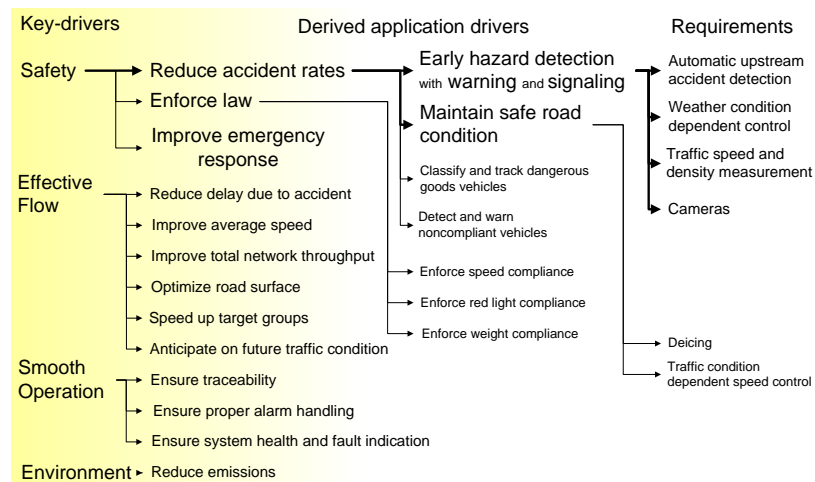 Key-drivers
Derived application drivers
Requirements
Safety
Reduce accident rates
Enforce law
Improve emergency
response
Early hazard detection
with warning and signaling
Maintain safe road
condition
Classify and track dangerous
goods vehicles
Detect and warn
noncompliant vehicles
Enforce speed compliance
Enforce red light compliance
Enforce weight compliance
Automatic upstream
accident detection
Weather condition
dependent control
Traffic speed and
density measurement
Cameras
Deicing
Traffic condition
dependent speed control
Effective
Flow
Reduce delay due to accident
Improve average speed
Improve total network throughput
Optimize road surface
Speed up target groups
Anticipate on future traffic condition
Smooth
Operation
Ensure traceability
Ensure proper alarm handling
Ensure system health and fault indication
Environment
Reduce emissions